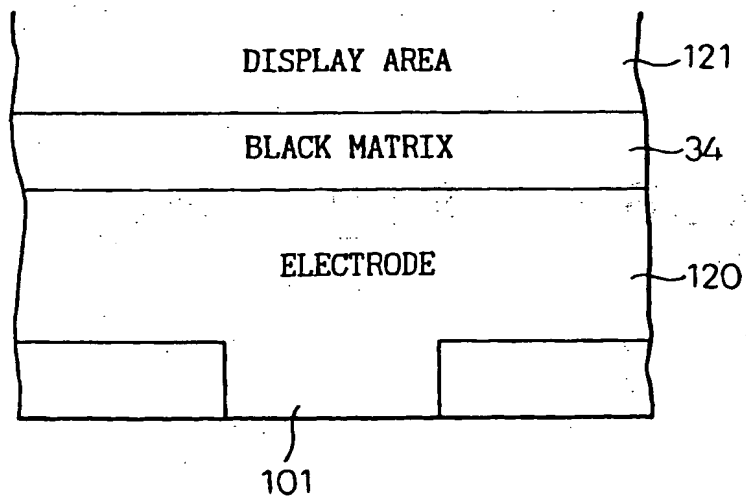 DISPLAY AREA
121
BLACK MATRIX
34
ELECTRODE
120
101